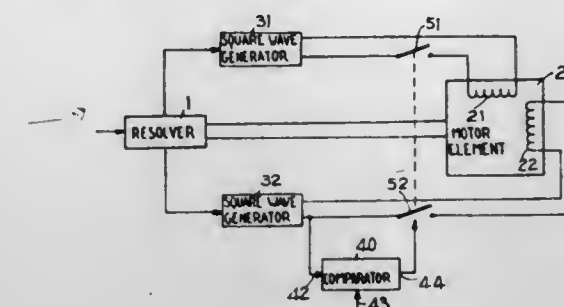 31
51
SQUARE WAVE
GENERATOR
1
RESOLVER
21
2
MOTOR
ELEMENT
22
32
SQUARE WAVE
GENERATOR
52
40
COMPARATOR
42
44
43